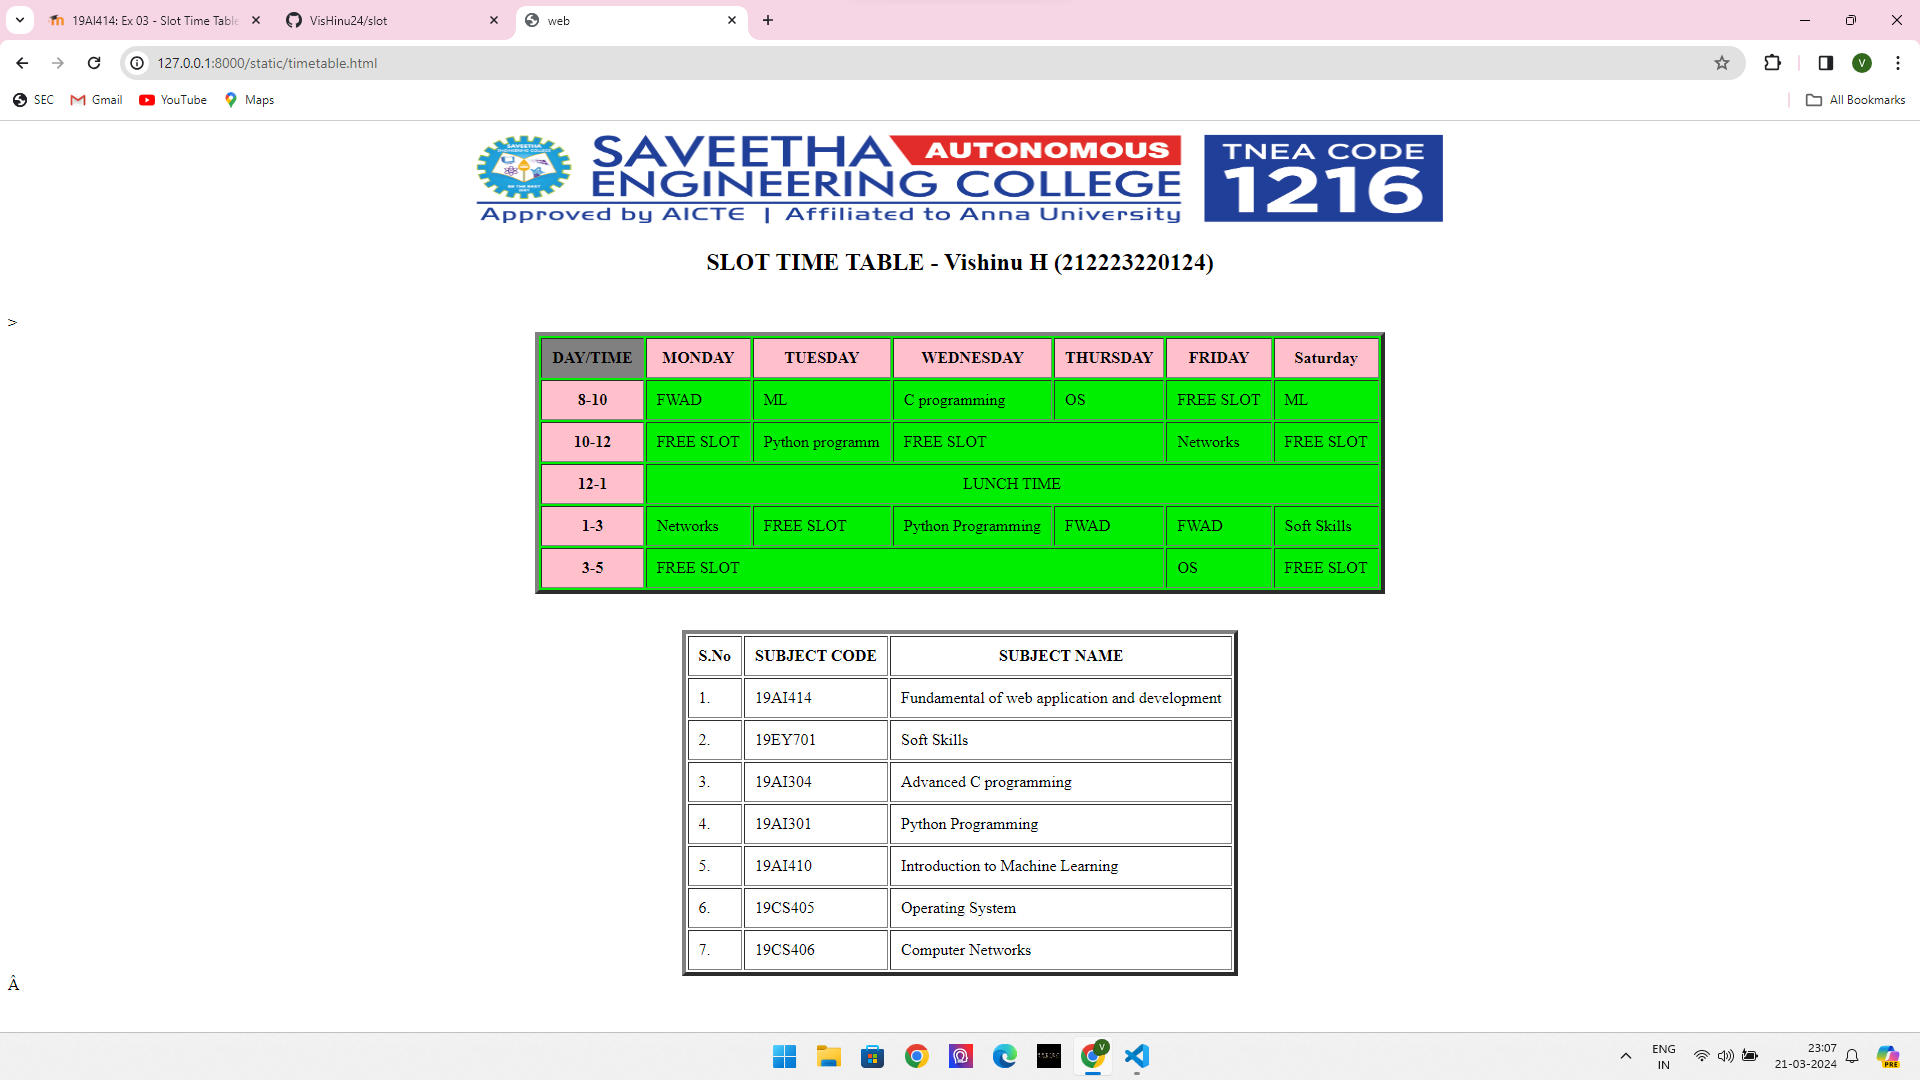 19AI414: Ex 03 - Slot Time Table
VisHinu24/slot
web
127.0.0.1:8000/static/timetable.html
V
SEC
Gmail
YouTube
Maps
All Bookmarks
SAVEETHA AUTONOMOUS
ENGINEERING COLLEGE
Approved by AICTE | Affiliated to Anna University
TNEA CODE
1216
SLOT TIME TABLE - Vishinu H (212223220124)
>
DAY/TIME MONDAY TUESDAY WEDNESDAY THURSDAY FRIDAY Saturday
8-10 FWAD ML C programming OS FREE SLOT ML
10-12 FREE SLOT Python programm FREE SLOT Networks FREE SLOT
12-1 LUNCH TIME
1-3 Networks FREE SLOT Python Programming FWAD FWAD Soft Skills
3-5 FREE SLOT OS FREE SLOT
S.No SUBJECT CODE SUBJECT NAME
1. 19AI414 Fundamental of web application and development
2. 19EY701 Soft Skills
3. 19AI304 Advanced C programming
4. 19AI301 Python Programming
5. 19AI410 Introduction to Machine Learning
6. 19CS405 Operating System
7. 19CS406 Computer Networks
Â
V
ENG
IN
23:07
21-03-2024
PRE